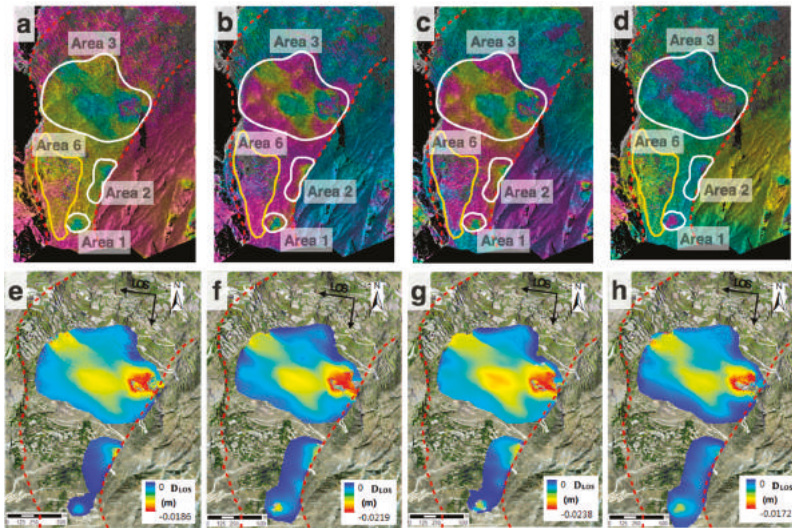 a
Area 3
Area 6
Area 2
Area 1
b
Area 3
Area 6
Area 2
Area 1
c
Area 3
Area 6
Area 2
Area 1
d
Area 3
Area 6
Area 2
Area 1
e
LOS
N
0 DLOS
(m)
-0.0186
f
LOS
N
0 DLOS
(m)
-0.0219
g
LOS
N
0 DLOS
(m)
-0.0238
h
LOS
N
0 DLOS
(m)
-0.0172